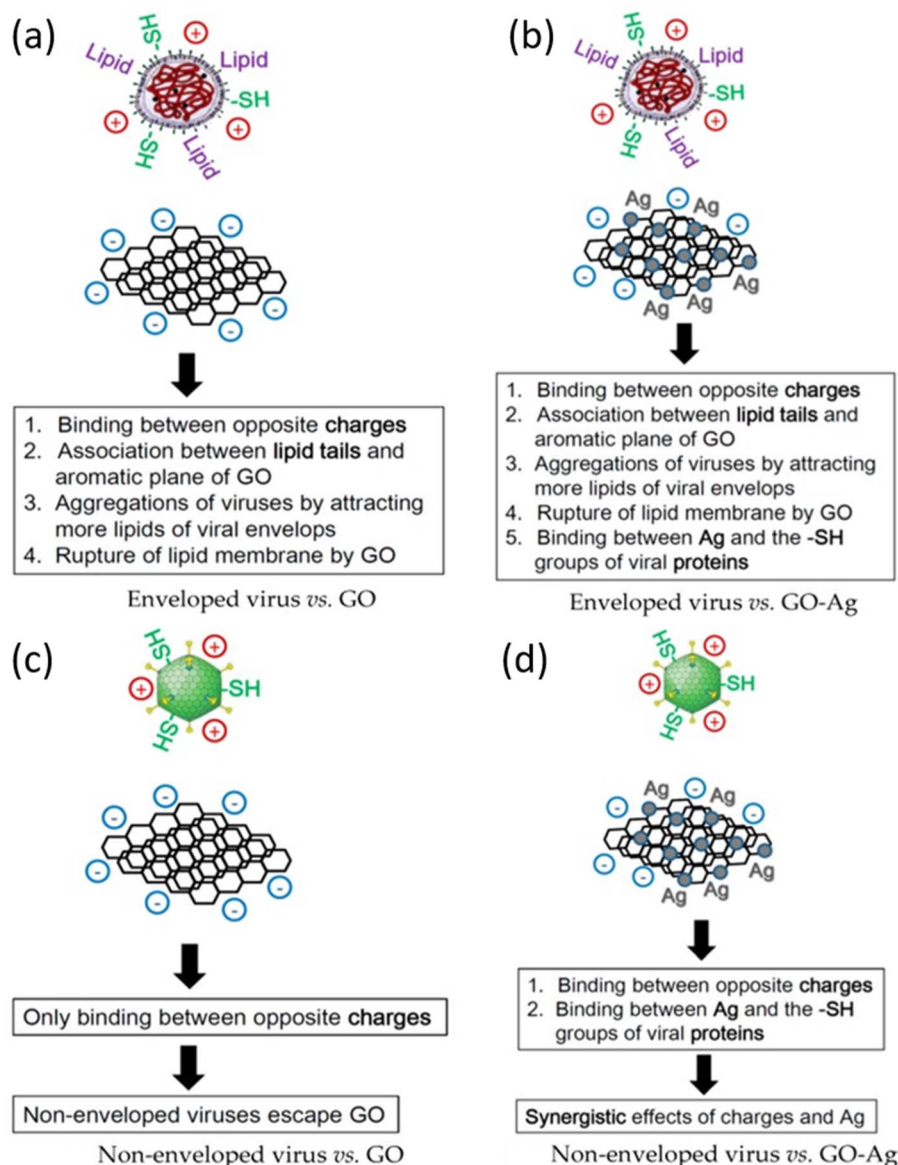 (a)
SH-
+
Lipid
Lipid
-SH
+
+
SH-
Lipid
-
-
-
-
-
-
-
-
1. Binding between opposite charges
2. Association between lipid tails and
aromatic plane of GO
3. Aggregations of viruses by attracting
more lipids of viral envelops
4. Rupture of lipid membrane by GO
Enveloped virus vs. GO
(b)
SH-
+
Lipid
Lipid
-SH
+
+
SH-
Lipid
Ag
-
Ag
-
-
-
-
Ag
Ag
Ag
1. Binding between opposite charges
2. Association between lipid tails and
aromatic plane of GO
3. Aggregations of viruses by attracting
more lipids of viral envelops
4. Rupture of lipid membrane by GO
5. Binding between Ag and the -SH
groups of viral proteins
Enveloped virus vs. GO-Ag
(c)
SH-
+
+
-SH
SH-
+
-
-
-
-
-
-
-
-
Only binding between opposite charges
Non-enveloped viruses escape GO
Non-enveloped virus vs. GO
(d)
SH-
+
+
-SH
SH-
+
Ag
-
Ag
-
-
-
-
Ag
Ag
Ag
1. Binding between opposite charges
2. Binding between Ag and the -SH
groups of viral proteins
Synergistic effects of charges and Ag
Non-enveloped virus vs. GO-Ag